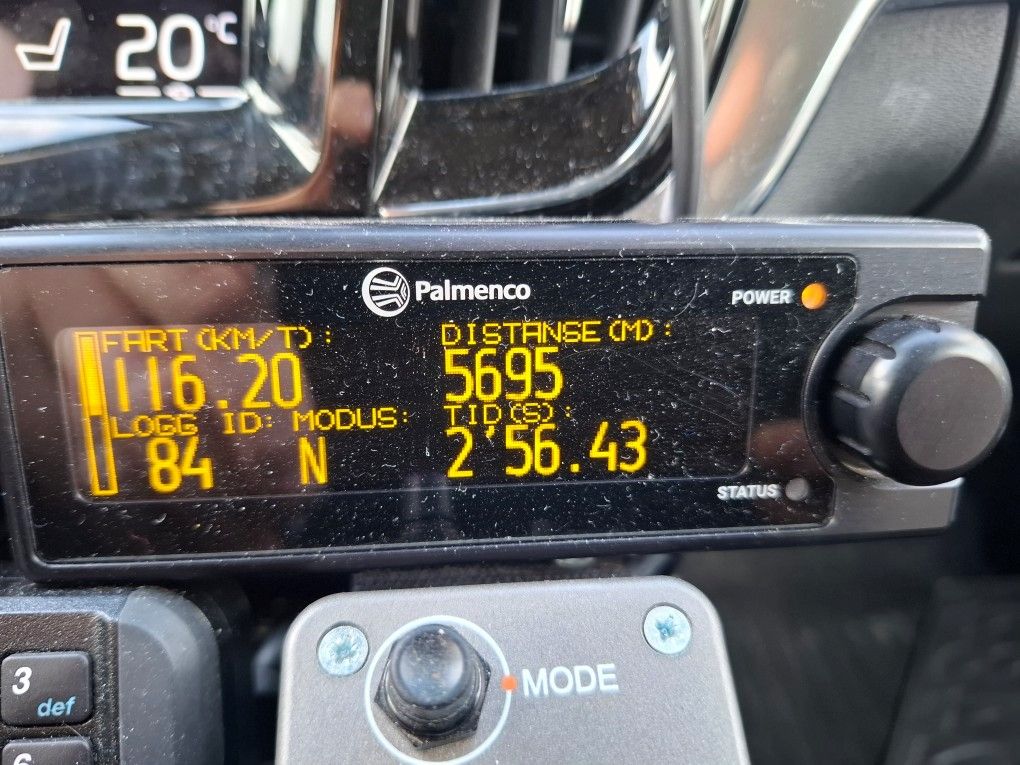 20°C
Palmenco
POWER
FART(KM/T): DISTANSE(M):
116.20 5695
LOGG ID: MODUS: TID(S):
84 N 2'56.43
STATUS
MODE
3
def
6